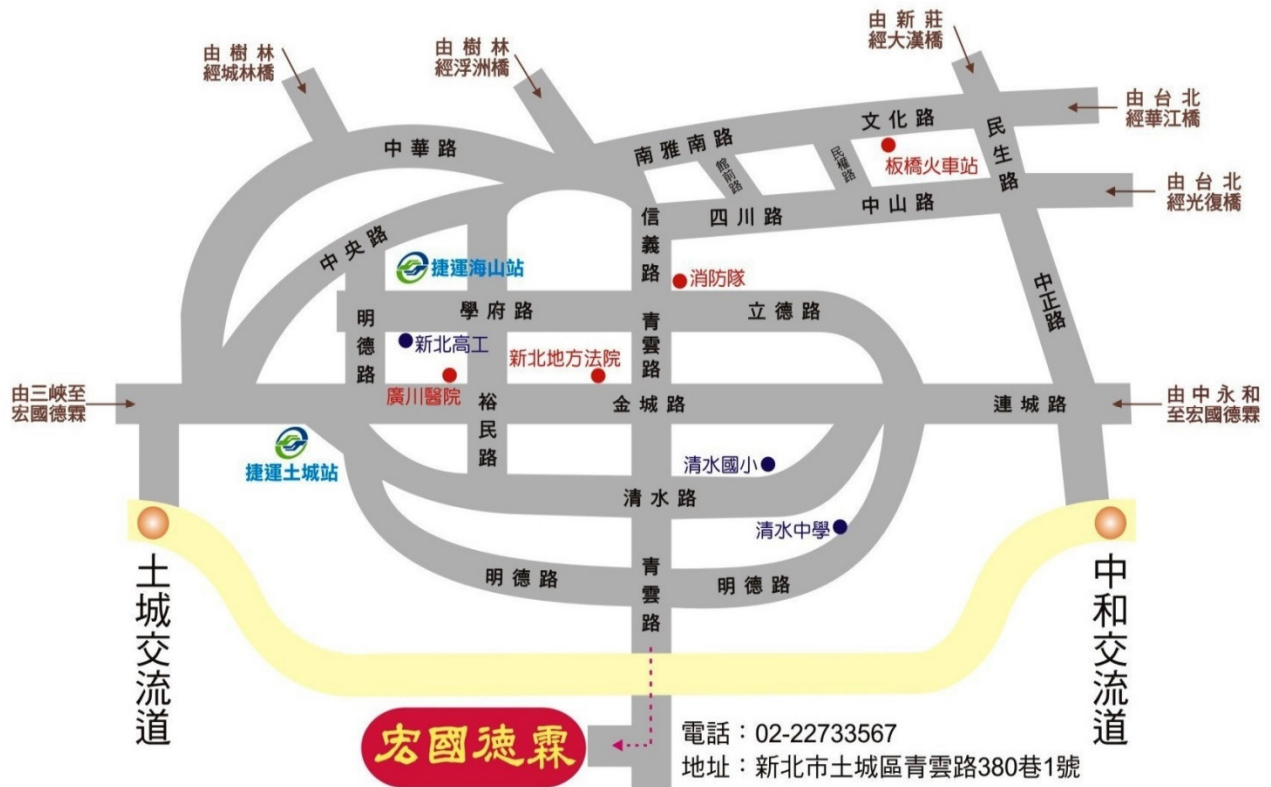 由樹林
經城林橋
由樹林
經浮洲橋
由新莊
經大漢橋
由台北
經華江橋
由台北
經光復橋
中華路
南雅南路
文化路
民生路
館前路
民權路
板橋火車站
中央路
信義路
四川路
中山路
捷運海山站
消防隊
中正路
明德路
學府路
青雲路
立德路
新北高工
新北地方法院
廣川醫院
由三峽至
宏國德霖
裕民路
金城路
連城路
由中永和
至宏國德霖
捷運土城站
清水國小
清水路
清水中學
明德路
青雲路
明德路
土城交流道
中和交流道
宏國德霖
電話：02-22733567
地址：新北市土城區青雲路380巷1號